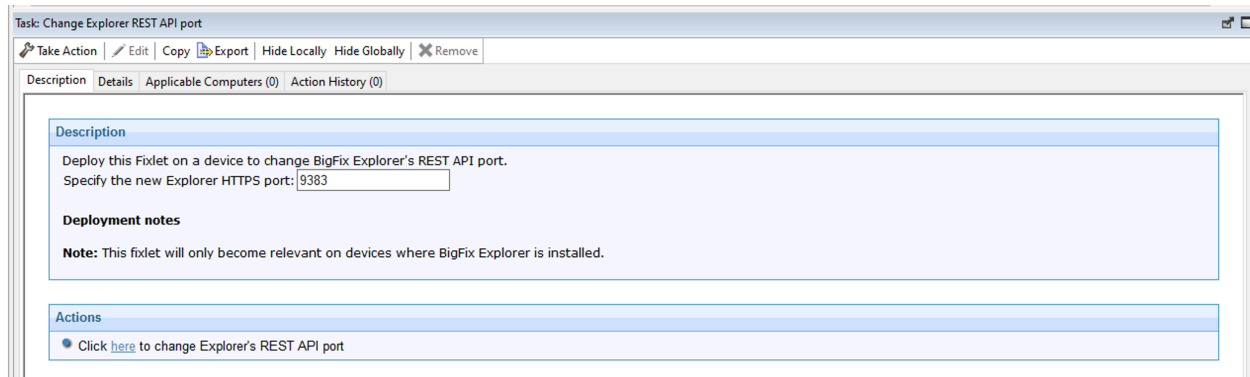 Task: Change Explorer REST API port
Take Action Edit Copy Export Hide Locally Hide Globally Remove
Description Details Applicable Computers (0) Action History (0)
Description
Deploy this Fixlet on a device to change BigFix Explorer's REST API port.
Specify the new Explorer HTTPS port: 9383
Deployment notes
Note: This fixlet will only become relevant on devices where BigFix Explorer is installed.
Actions
Click here to change Explorer's REST API port